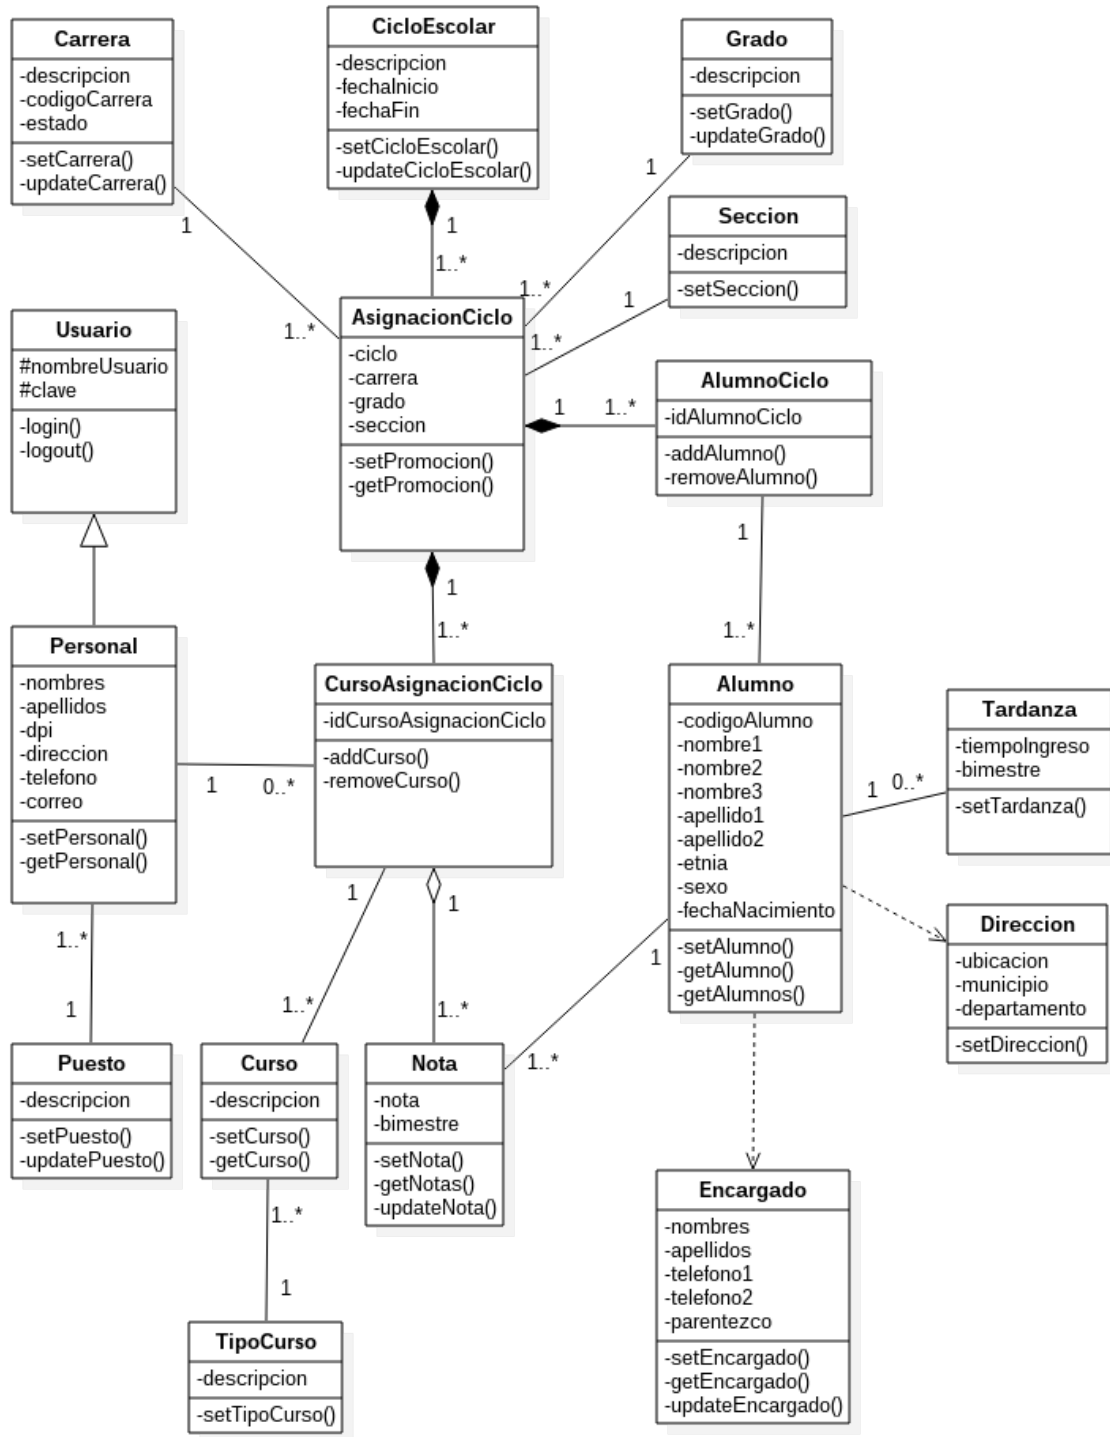 Carrera
-descripcion
-codigoCarrera
-estado
-setCarrera()
-updateCarrera()
CicloEscolar
-descripcion
-fechaInicio
-fechaFin
-setCicloEscolar()
-updateCicloEscolar()
Grado
-descripcion
-setGrado()
-updateGrado()
Seccion
-descripcion
-setSeccion()
1
1
1
1
1..*
1..*
1..*
1..*
Usuario
#nombreUsuario
#clave
-login()
-logout()
AsignacionCiclo
-ciclo
-carrera
-grado
-seccion
-setPromocion()
-getPromocion()
1
1..*
AlumnoCiclo
-idAlumnoCiclo
-addAlumno()
-removeAlumno()
1
1..*
1
1..*
Personal
-nombres
-apellidos
-dpi
-direccion
-telefono
-correo
-setPersonal()
-getPersonal()
1
0..*
CursoAsignacionCiclo
-idCursoAsignacionCiclo
-addCurso()
-removeCurso()
Alumno
-codigoAlumno
-nombre1
-nombre2
-nombre3
-apellido1
-apellido2
-etnia
-sexo
-fechaNacimiento
-setAlumno()
-getAlumno()
-getAlumnos()
1
0..*
Tardanza
-tiempoIngreso
-bimestre
-setTardanza()
Direccion
-ubicacion
-municipio
-departamento
-setDireccion()
1..*
1
1
1..*
1
1..*
1
1..*
Puesto
-descripcion
-setPuesto()
-updatePuesto()
Curso
-descripcion
-setCurso()
-getCurso()
Nota
-nota
-bimestre
-setNota()
-getNotas()
-updateNota()
1..*
1
TipoCurso
-descripcion
-setTipoCurso()
Encargado
-nombres
-apellidos
-telefono1
-telefono2
-parentezco
-setEncargado()
-getEncargado()
-updateEncargado()